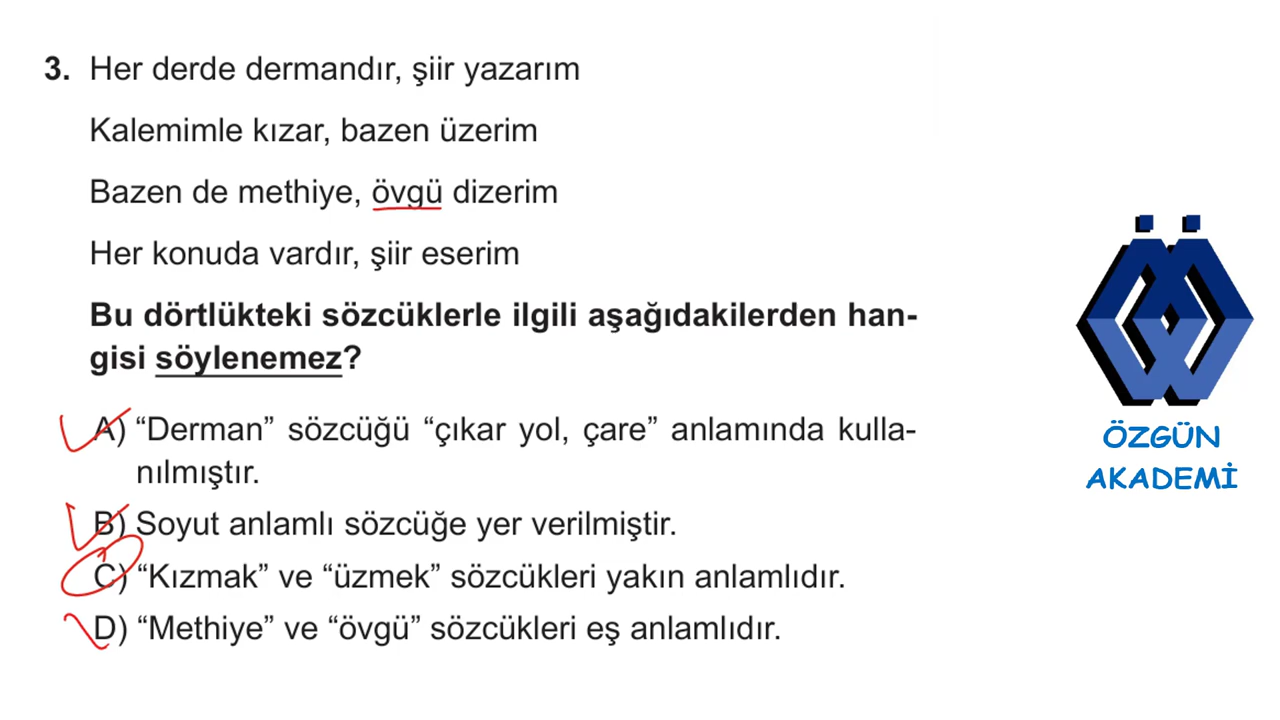 3. Her derde dermandır, şiir yazarım
Kalemimle kızar, bazen üzerim
Bazen de methiye, övgü dizerim
Her konuda vardır, şiir eserim
Bu dörtlükteki sözcüklerle ilgili aşağıdakilerden han-
gisi söylenemez?
A) “Derman” sözcüğü “çıkar yol, çare” anlamında kulla-
nılmıştır.
B) Soyut anlamlı sözcüğe yer verilmiştir.
C) “Kızmak” ve “üzmek” sözcükleri yakın anlamlıdır.
D) “Methiye” ve “övgü” sözcükleri eş anlamlıdır.
ÖZGÜN
AKADEMİ